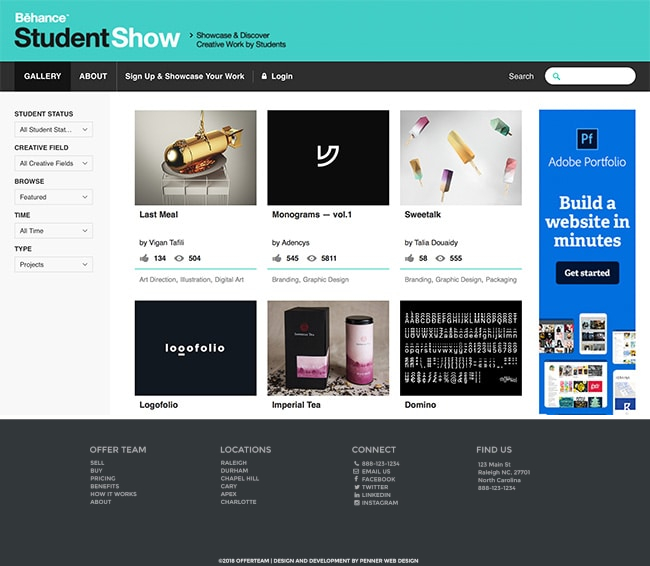 Bēhance™
StudentShow
Showcase & Discover
Creative Work by Students
GALLERY
ABOUT
Sign Up & Showcase Your Work
Login
Search
STUDENT STATUS
All Student Stat...
CREATIVE FIELD
All Creative Fields
BROWSE
Featured
TIME
All Time
TYPE
Projects
Last Meal
by Vigan Tafili
134 504
Art Direction, Illustration, Digital Art
Monograms — vol.1
by Adencys
545 5811
Branding, Graphic Design
Sweetalk
by Talia Douaidy
58 555
Branding, Graphic Design, Packaging
logofolio
Logofolio
IMPERIAL TEA
Imperial Tea
Domino
Pf
Adobe Portfolio
Build a
website in
minutes
Get started
OFFER TEAM
SELL
BUY
PRICING
BENEFITS
HOW IT WORKS
ABOUT
LOCATIONS
RALEIGH
DURHAM
CHAPEL HILL
CARY
APEX
CHARLOTTE
CONNECT
888-123-1234
EMAIL US
FACEBOOK
TWITTER
LINKEDIN
INSTAGRAM
FIND US
123 Main St
Raleigh NC, 27701
North Carolina
888-123-1234
©2016 OFFERTEAM | DESIGN AND DEVELOPMENT BY PENNER WEB DESIGN